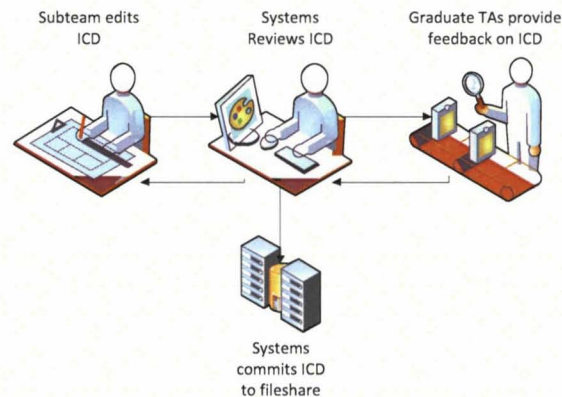 Subteam edits
ICD
Systems
Reviews ICD
Graduate TAs provide
feedback on ICD
Systems
commits ICD
to fileshare